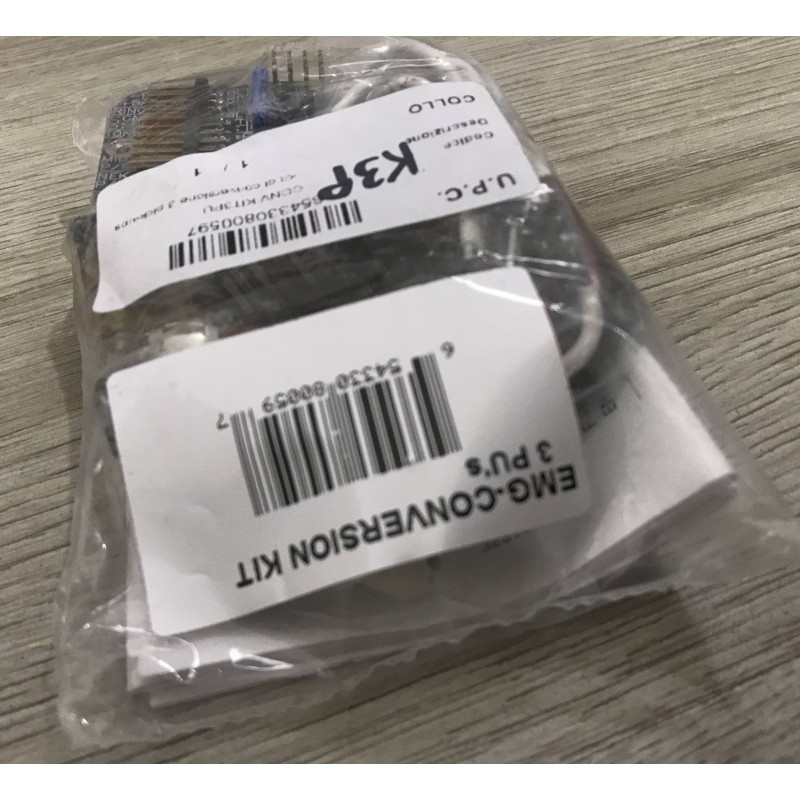 EMG-CONVERSION KIT
3 PU's
6 54330 80059 7
U.P.C.
654330800597
K3P
Codice
CONV KIT3PU
Descrizione
Kit di conversione 3 pickups
COLLO
1 / 1